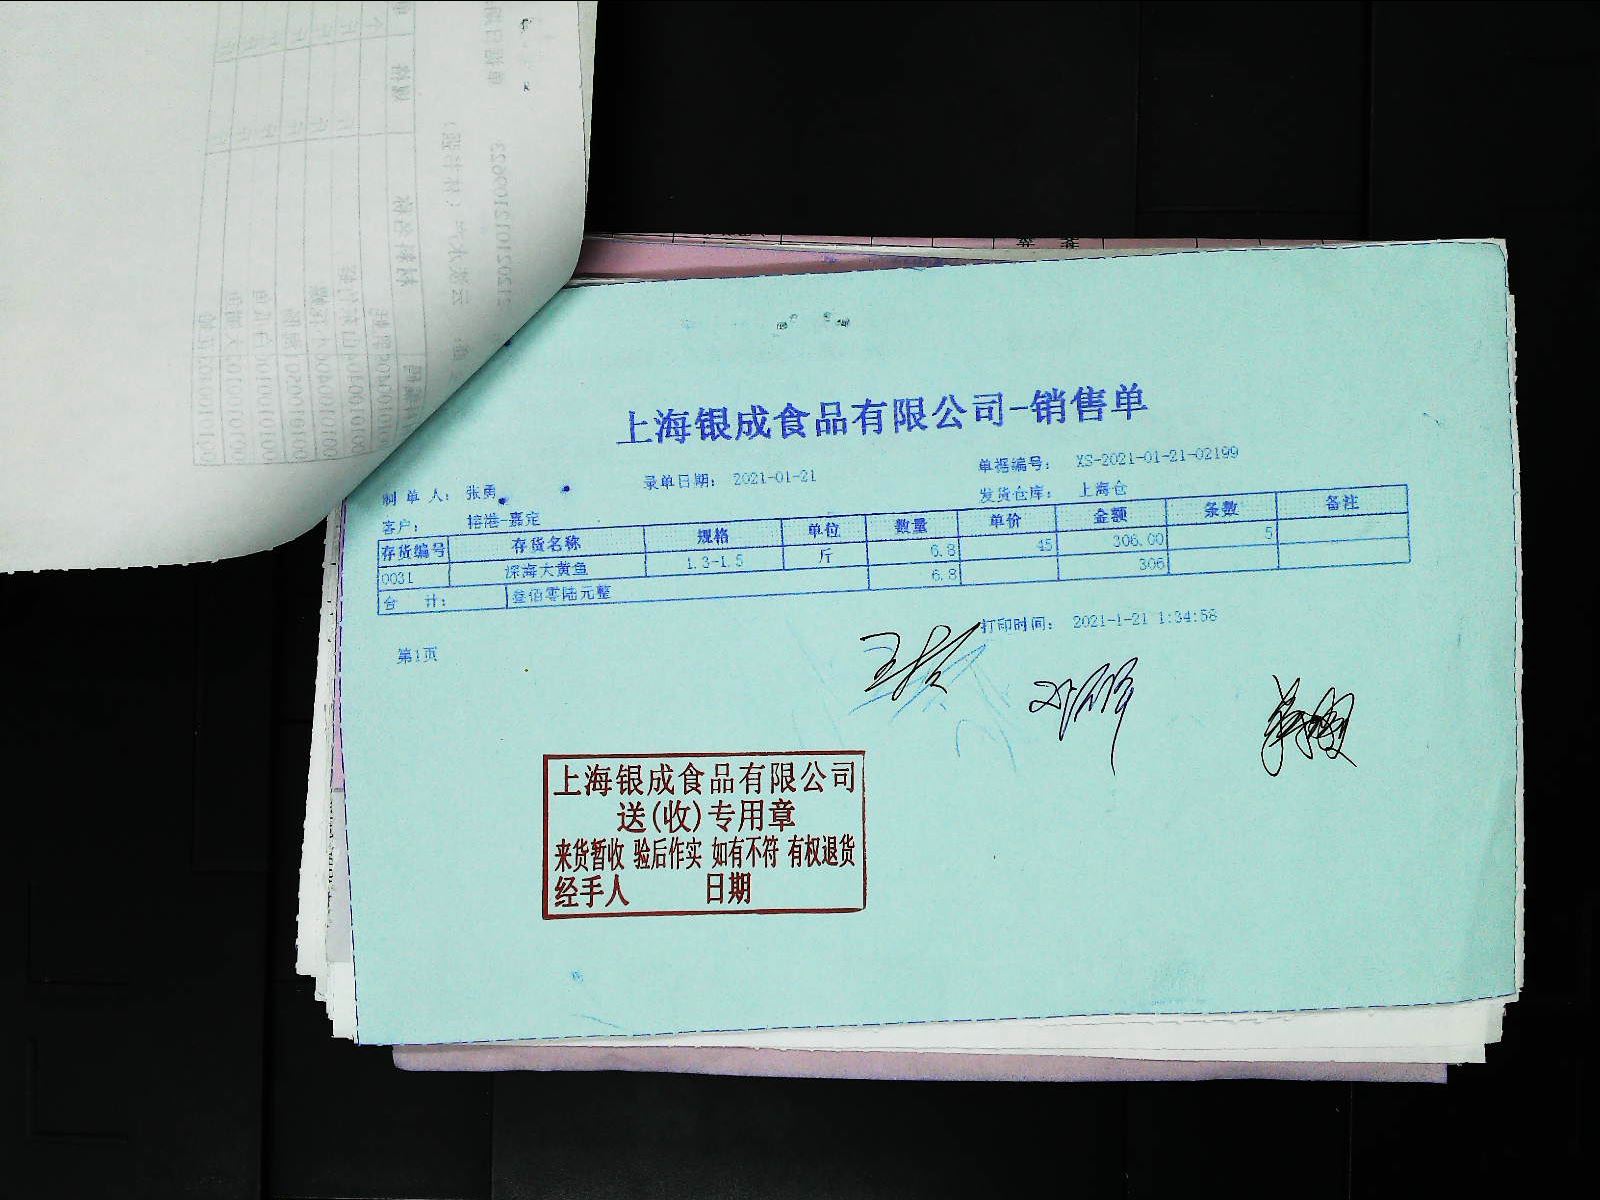 上海银成食品有限公司-销售单
制 单 人： 张勇 录单日期： 2021-01-21 单据编号： XS-2021-01-21-02199
客户： 榕港-嘉定 发货仓库： 上海仓
存货编号 存货名称 规格 单位 数量 单价 金额 条数 备注
0031 深海大黄鱼 1.3-1.5 斤 6.8 45 306.00 5
合 计： 叁佰零陆元整 6.8 306
第1页 打印时间： 2021-1-21 1:34:58
上海银成食品有限公司
送(收)专用章
来货暂收 验后作实 如有不符 有权退货
经手人 日期